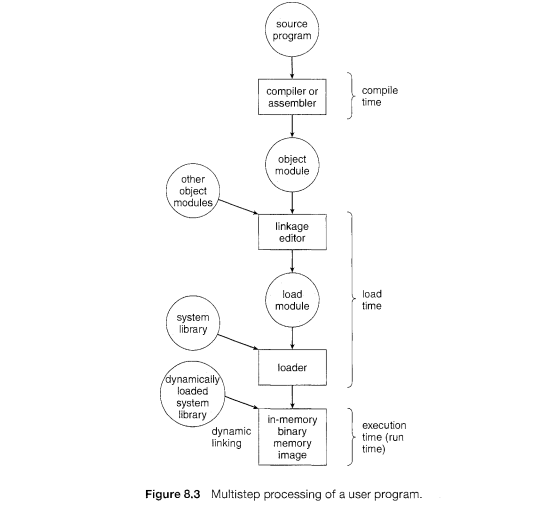 source
program
compiler or
assembler
compile
time
object
module
other
object
modules
linkage
editor
load
module
load
time
system
library
loader
dynamically
loaded
system
library
dynamic
linking
in-memory
binary
memory
image
execution
time (run
time)
Figure 8.3 Multistep processing of a user program.